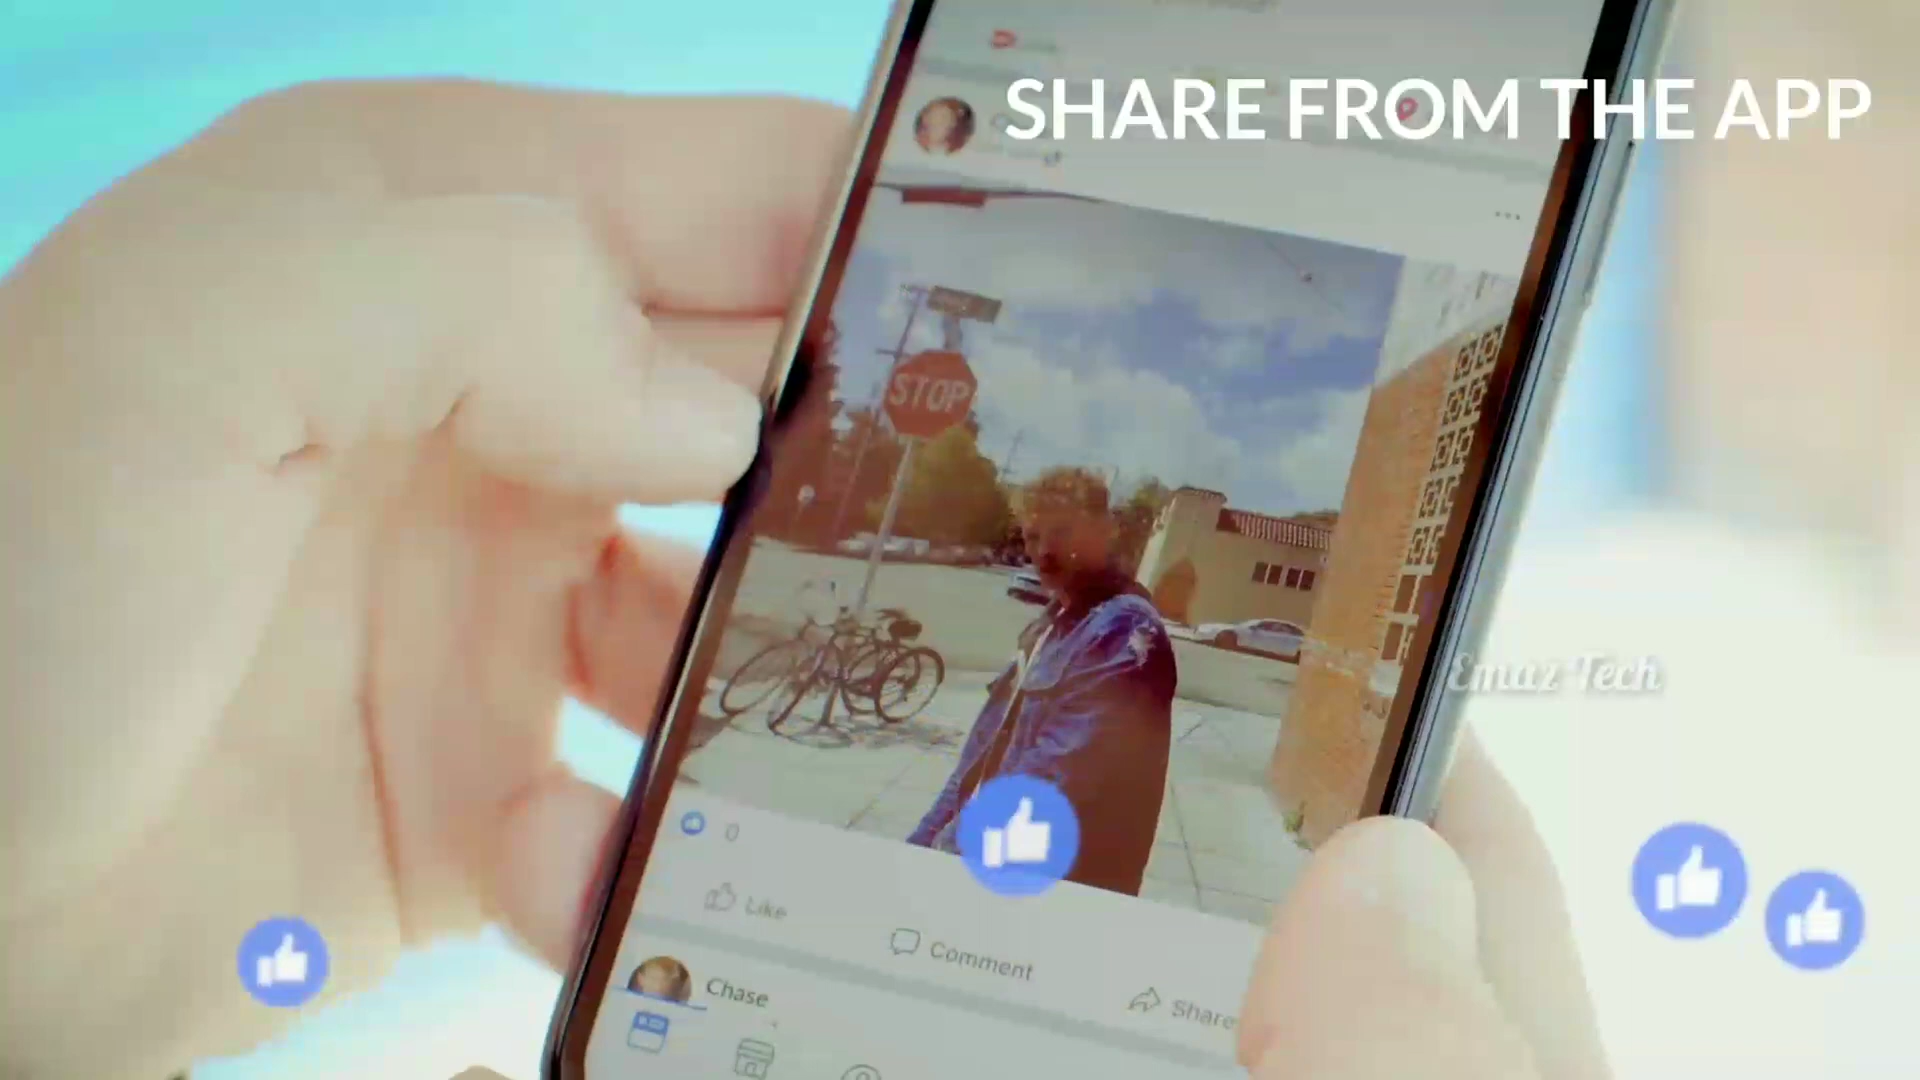 SHARE FROM THE APP
STOP
Emaz Tech
0
Like
Comment
Share
Chase